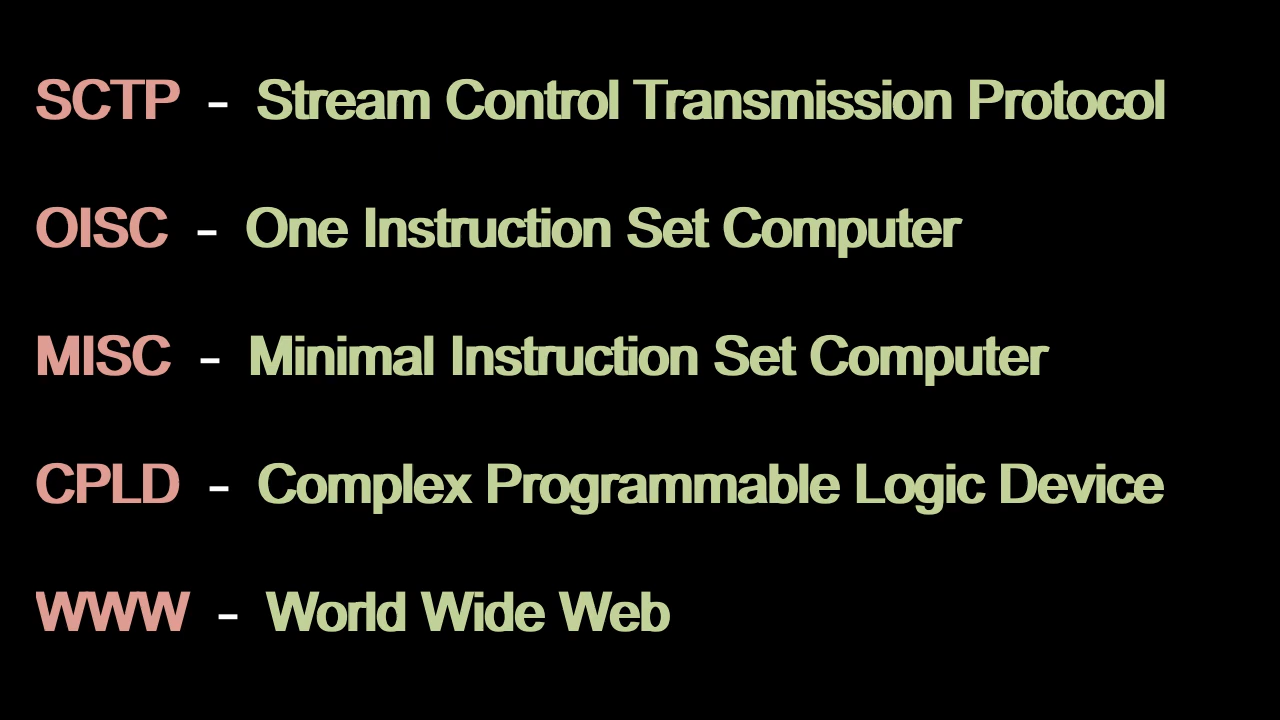 SCTP - Stream Control Transmission Protocol
OISC - One Instruction Set Computer
MISC - Minimal Instruction Set Computer
CPLD - Complex Programmable Logic Device
WWW - World Wide Web